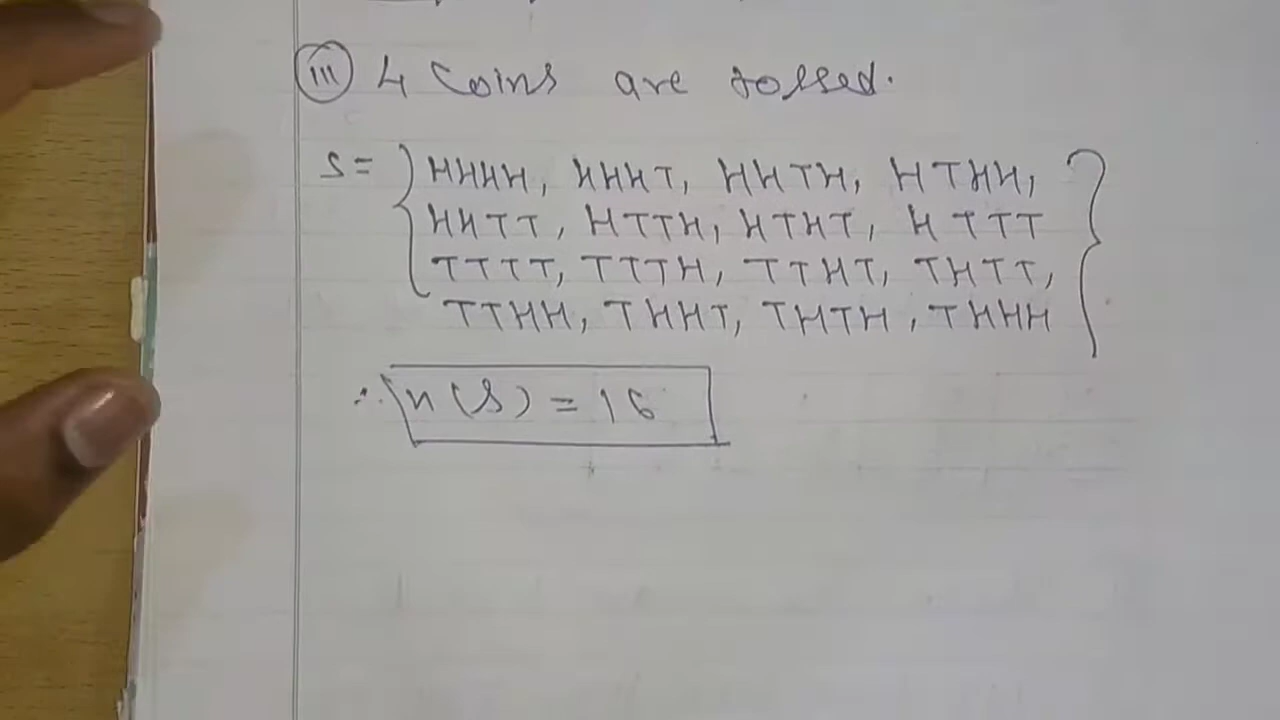 (iii) 4 Coins are tossed.
S = { HHHH, HHHT, HHTH, HTHH,
HHTT, HTTH, HTHT, HTTT
TTTT, TTTH, TTHT, THTT,
TTHH, THHT, THTH, THHH }
∴ n(S) = 16